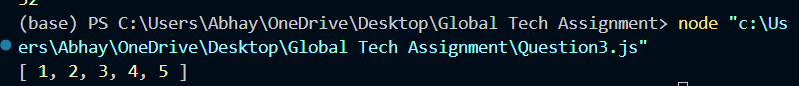 (base) PS C:\Users\Abhay\OneDrive\Desktop\Global Tech Assignment> node "c:\Us
ers\Abhay\OneDrive\Desktop\Global Tech Assignment\Question3.js"
[ 1, 2, 3, 4, 5 ]